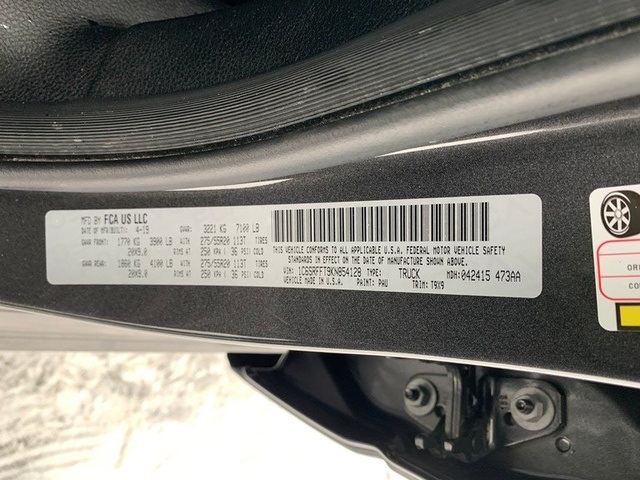 MFD BY FCA US LLC
DATE OF MFR/BUILT: 4-19 GVWR: 3221 KG 7100 LB
GAWR FRONT: 1770 KG 3900 LB WITH 275/55R20 113T TIRES
20X9.0 RIMS AT 250 KPA / 36 PSI COLD
GAWR REAR: 1860 KG 4100 LB WITH 275/55R20 113T TIRES
20X9.0 RIMS AT 250 KPA / 36 PSI COLD
THIS VEHICLE CONFORMS TO ALL APPLICABLE U.S.A. FEDERAL MOTOR VEHICLE SAFETY
STANDARDS IN EFFECT ON THE DATE OF MANUFACTURE SHOWN ABOVE.
VIN: 1C6SRFFT9KN854128 TYPE: TRUCK MDH: 042415 473AA
VEHICLE MADE IN U.S.A. PAINT: PAU TRIM: T9X9